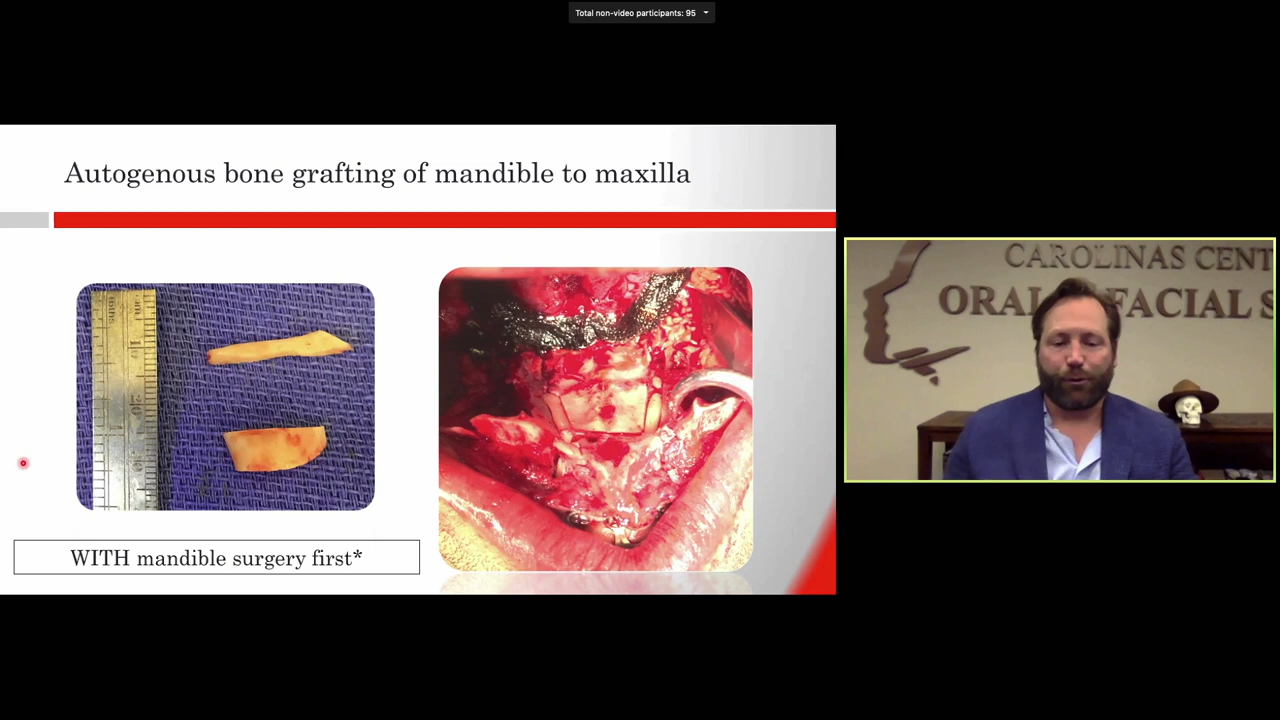 Total non-video participants: 95
Autogenous bone grafting of mandible to maxilla
WITH mandible surgery first*
CAROLINAS CENT
ORAL FACIAL S